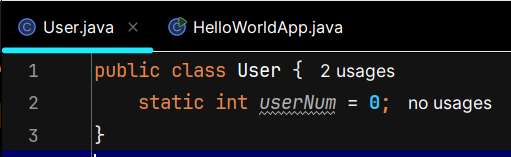 User.java
HelloWorldApp.java
1 public class User { 2 usages
2 static int userNum = 0; no usages
3 }